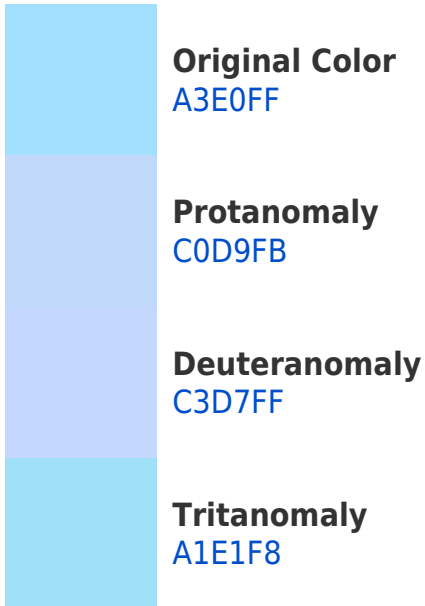 Original Color
A3E0FF
Protanomaly
C0D9FB
Deuteranomaly
C3D7FF
Tritanomaly
A1E1F8